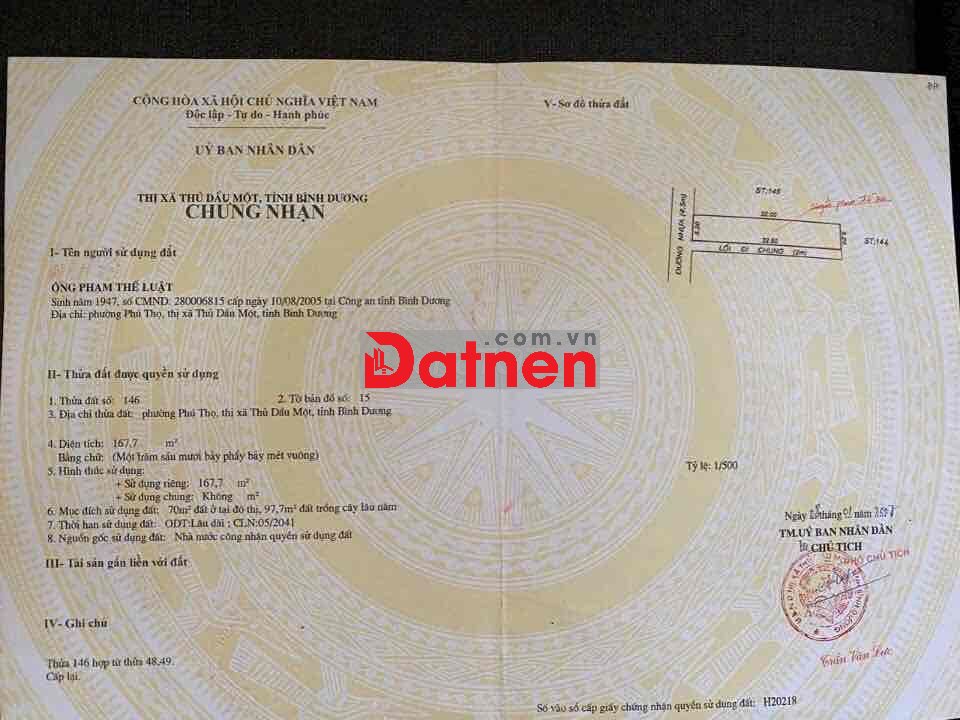 CỘNG HÒA XÃ HỘI CHỦ NGHĨA VIỆT NAM
Độc lập - Tự do - Hạnh phúc
UỶ BAN NHÂN DÂN
THỊ XÃ THỦ DẦU MỘT, TỈNH BÌNH DƯƠNG
CHỨNG NHẬN
I- Tên người sử dụng đất
ÔNG PHẠM THẾ LUẬT
Sinh năm 1947, số CMND: 280006815 cấp ngày 10/08/2005 tại Công an tỉnh Bình Dương
Địa chỉ: phường Phú Thọ, thị xã Thủ Dầu Một, tỉnh Bình Dương
II- Thửa đất được quyền sử dụng
1. Thửa đất số: 146 2. Tờ bản đồ số: 15
3. Địa chỉ thửa đất: phường Phú Thọ, thị xã Thủ Dầu Một, tỉnh Bình Dương
4. Diện tích: 167,7 m²
Bằng chữ: (Một trăm sáu mươi bảy phẩy bảy mét vuông)
5. Hình thức sử dụng:
+ Sử dụng riêng: 167,7 m²
+ Sử dụng chung: Không m²
6. Mục đích sử dụng đất: 70m² đất ở tại đô thị, 97,7m² đất trồng cây lâu năm
7. Thời hạn sử dụng đất: ODT:Lâu dài ; CLN:05/2041
8. Nguồn gốc sử dụng đất: Nhà nước công nhận quyền sử dụng đất
III- Tài sản gắn liền với đất
IV- Ghi chú
Thửa 146 hợp từ thửa 48,49.
Cấp lại.
Datnen
.com.vn
V- Sơ đồ thửa đất
ST:145
ĐƯỜNG NHỰA (4,5m)
LỐI ĐI CHUNG (2m)
ST:144
Tỷ lệ: 1/500
Ngày tháng năm
TM.UỶ BAN NHÂN DÂN
CHỦ TỊCH
PHÓ CHỦ TỊCH
Trần Văn
Số vào sổ cấp giấy chứng nhận quyền sử dụng đất: H20218